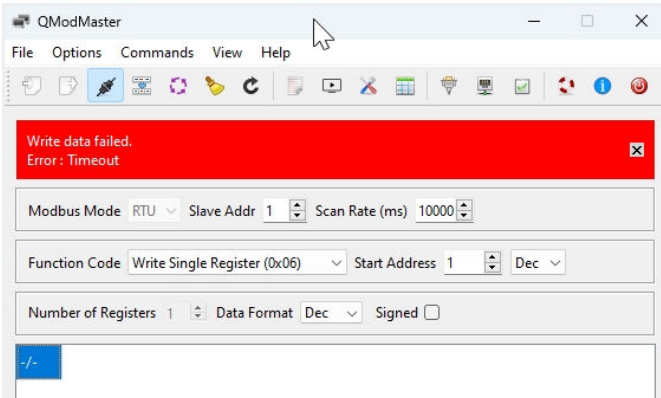 QModMaster
File Options Commands View Help
Write data failed.
Error : Timeout
Modbus Mode RTU Slave Addr 1 Scan Rate (ms) 10000
Function Code Write Single Register (0x06) Start Address 1 Dec
Number of Registers 1 Data Format Dec Signed
-/-